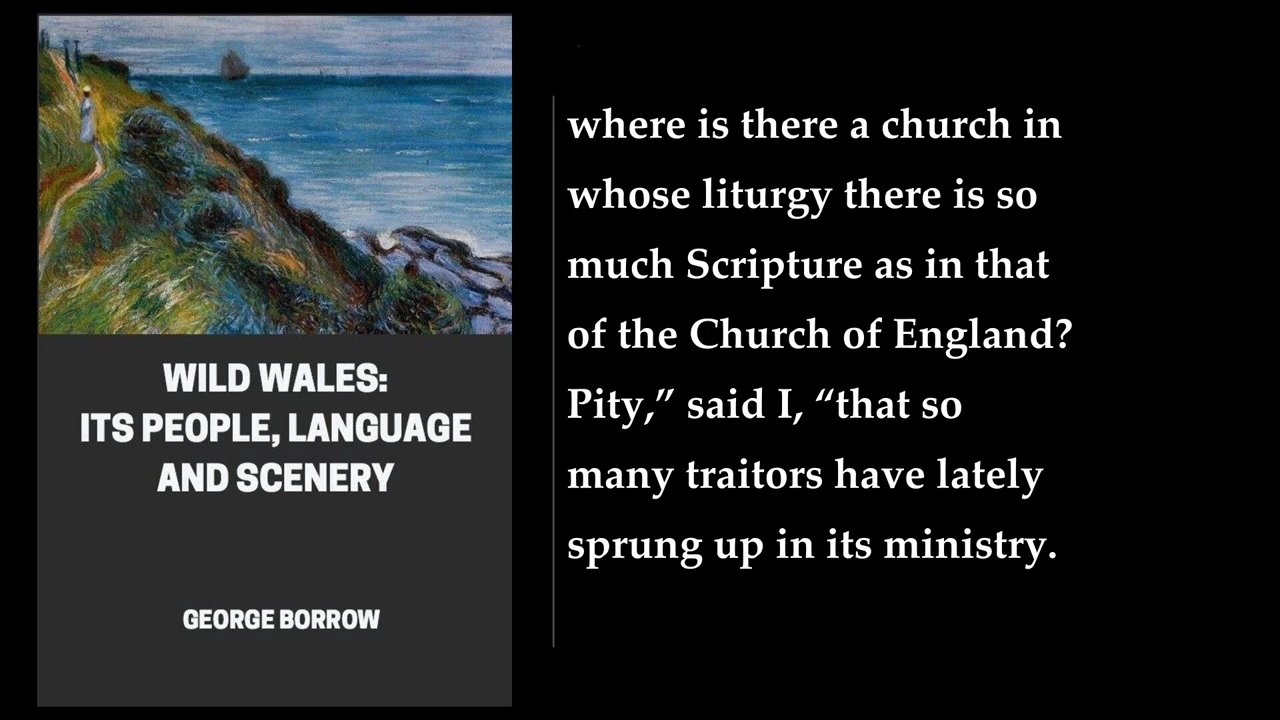 WILD WALES:
ITS PEOPLE, LANGUAGE
AND SCENERY
GEORGE BORROW
where is there a church in
whose liturgy there is so
much Scripture as in that
of the Church of England?
Pity,” said I, “that so
many traitors have lately
sprung up in its ministry.